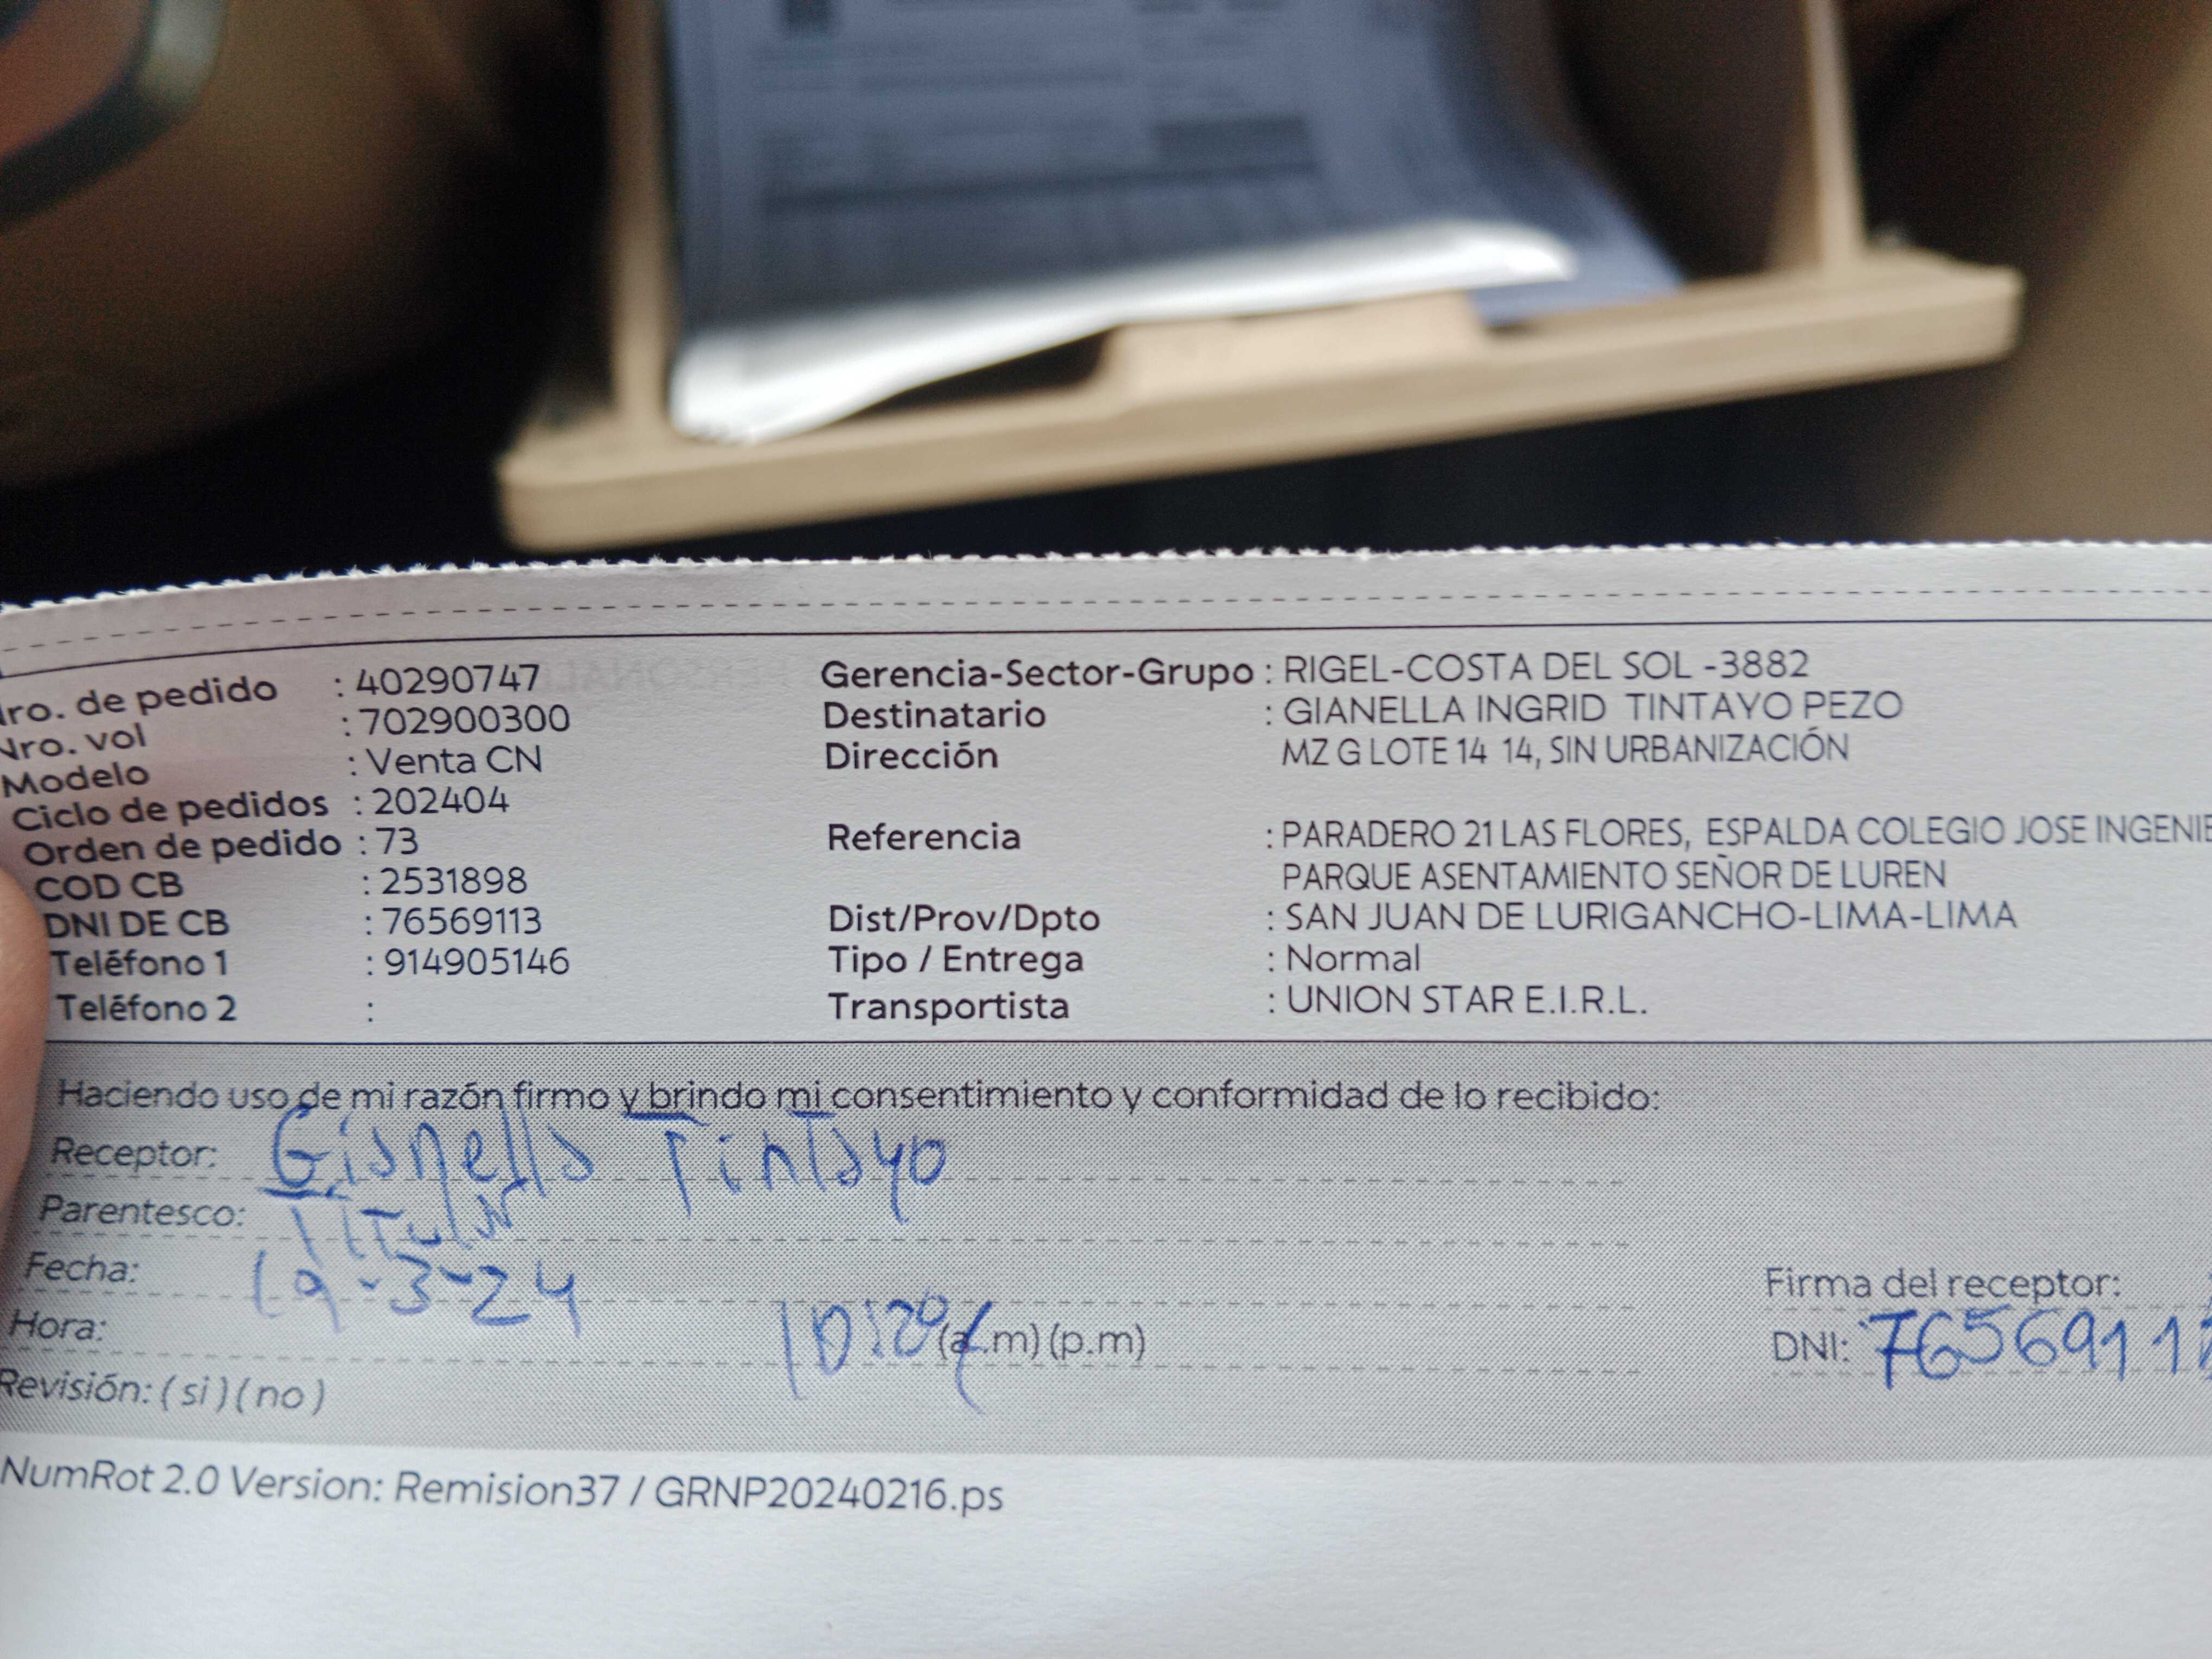 Nro. de pedido : 40290747
Nro. vol : 702900300
Modelo : Venta CN
Ciclo de pedidos : 202404
Orden de pedido : 73
COD CB : 2531898
DNI DE CB : 76569113
Teléfono 1 : 914905146
Teléfono 2 :
Gerencia-Sector-Grupo : RIGEL-COSTA DEL SOL -3882
Destinatario : GIANELLA INGRID TINTAYO PEZO
Dirección MZ G LOTE 14 14, SIN URBANIZACIÓN
Referencia : PARADERO 21 LAS FLORES, ESPALDA COLEGIO JOSE INGENIE
PARQUE ASENTAMIENTO SEÑOR DE LUREN
Dist/Prov/Dpto : SAN JUAN DE LURIGANCHO-LIMA-LIMA
Tipo / Entrega : Normal
Transportista : UNION STAR E.I.R.L.
Haciendo uso de mi razón firmo y brindo mi consentimiento y conformidad de lo recibido:
Receptor: Gianella Tintayo
Parentesco: Titular
Fecha: 19-3-24
Hora: 10:20 (a.m) (p.m)
Firma del receptor:
DNI: 7656911
Revisión: ( si ) ( no )
NumRot 2.0 Version: Remision37 / GRNP20240216.ps